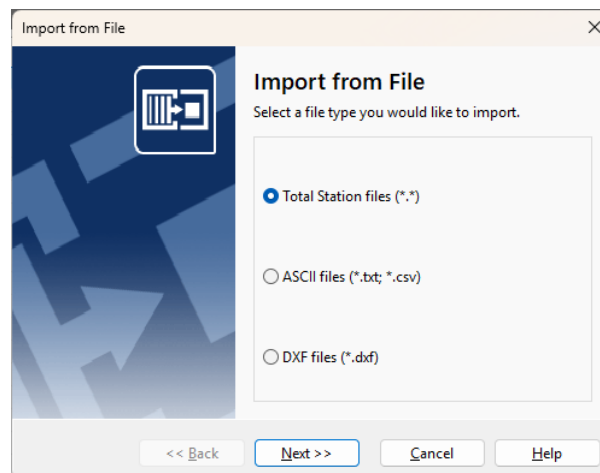 Import from File
Import from File
Select a file type you would like to import.
Total Station files (*.*)
ASCII files (*.txt; *.csv)
DXF files (*.dxf)
<< Back
Next >>
Cancel
Help